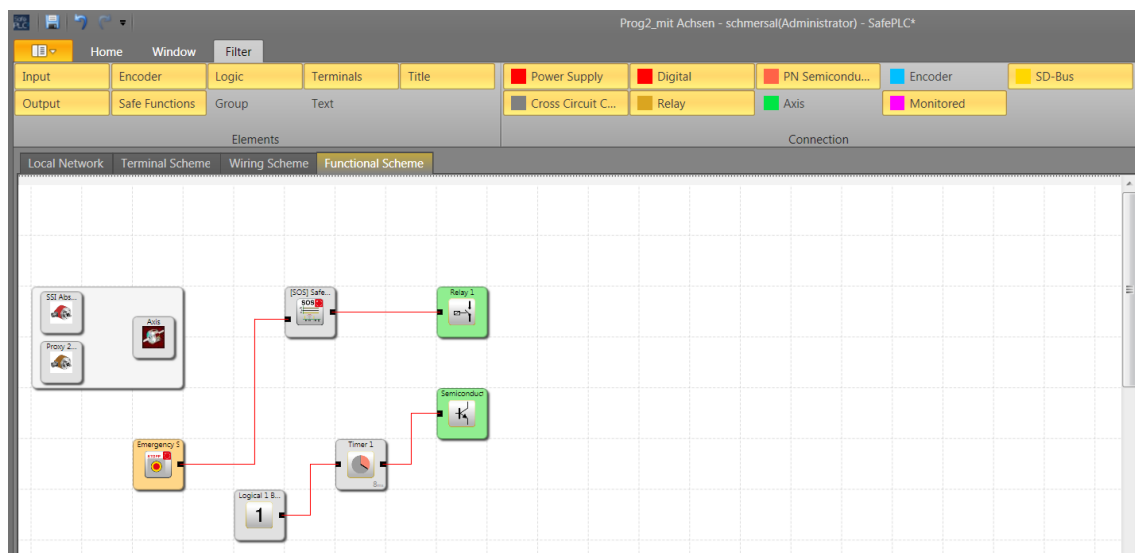 Prog2_mit Achsen - schmersal(Administrator) - SafePLC*
Home Window Filter
Input Encoder Logic Terminals Title Power Supply Digital PN Semicondu... Encoder SD-Bus
Output Safe Functions Group Text Cross Circuit C... Relay Axis Monitored
Elements Connection
Local Network Terminal Scheme Wiring Scheme Functional Scheme
SSI Abs... [SOS] Safe... Relay 1
SOS
Axis
Proxy 2...
Semiconduct
Emergency S Timer 1
B...
Logical 1 B...
1